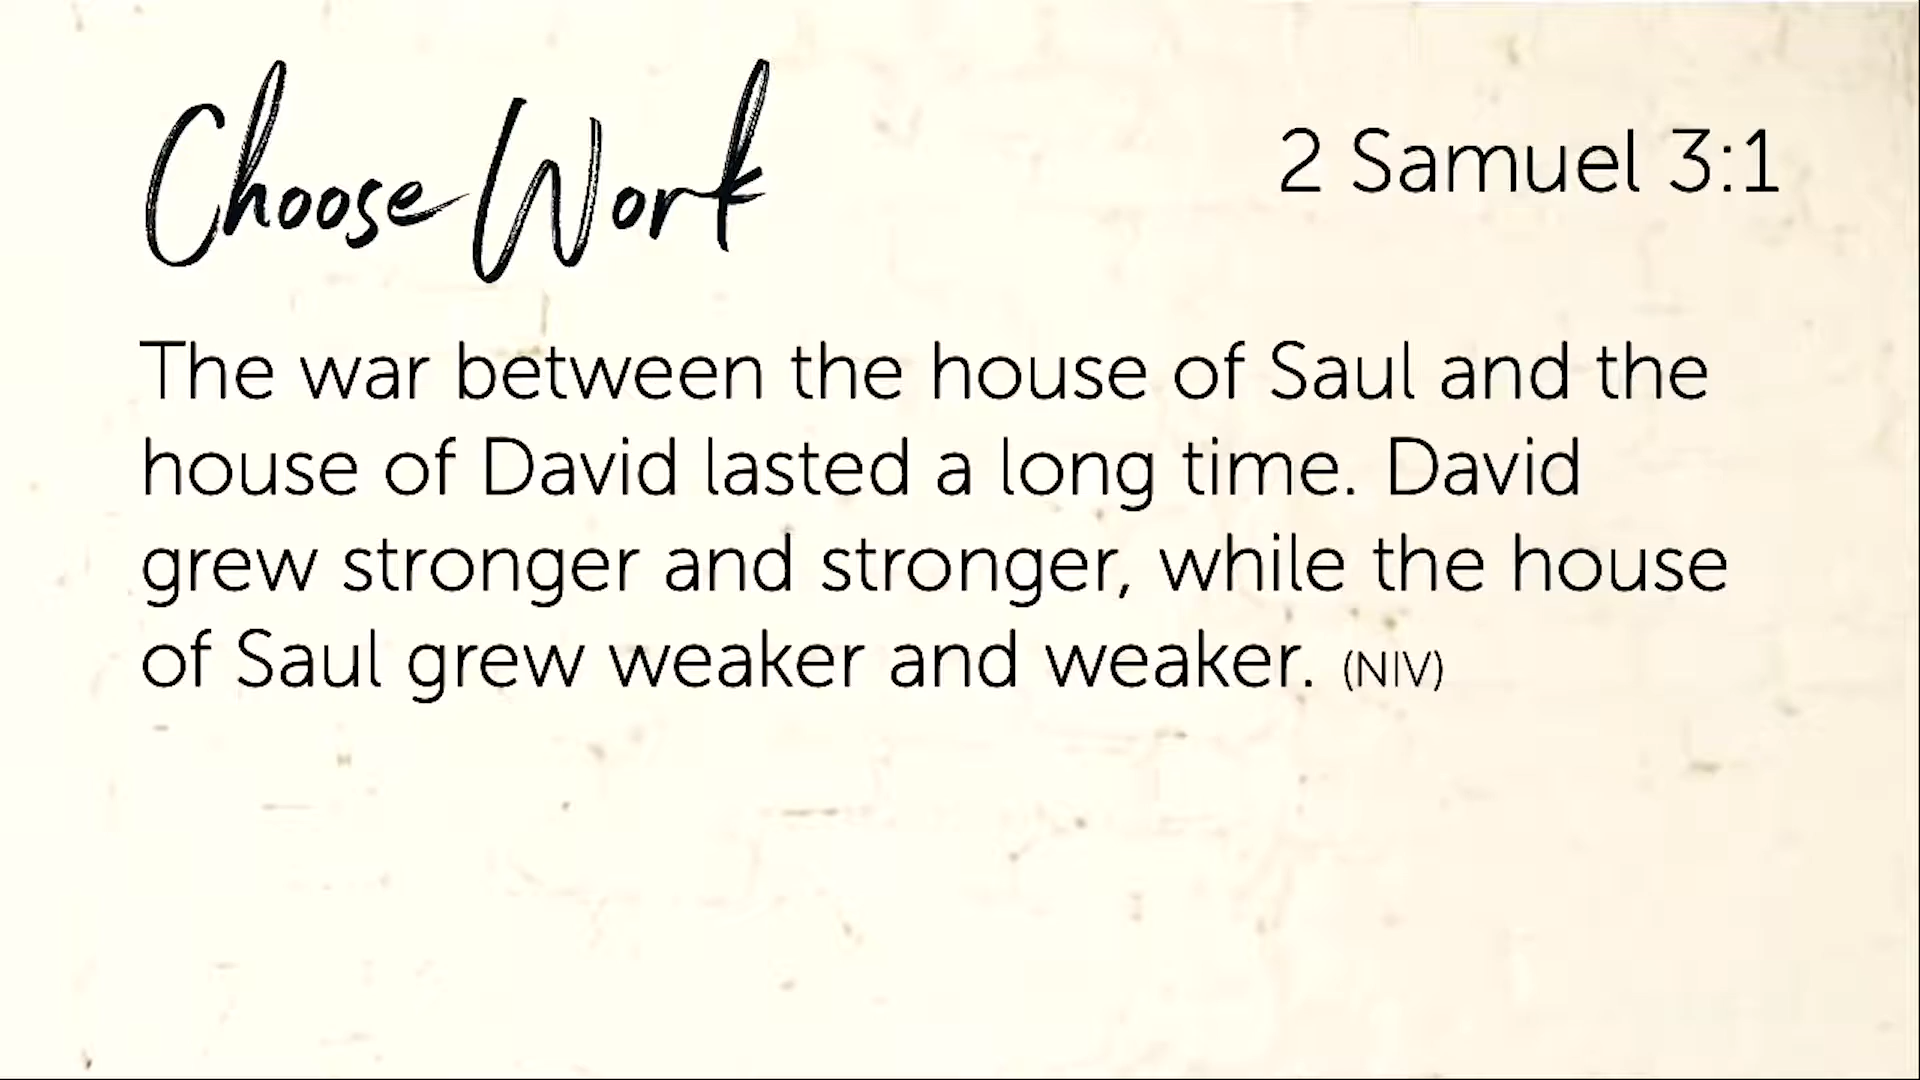 Choose Work
2 Samuel 3:1
The war between the house of Saul and the
house of David lasted a long time. David
grew stronger and stronger, while the house
of Saul grew weaker and weaker. (NIV)